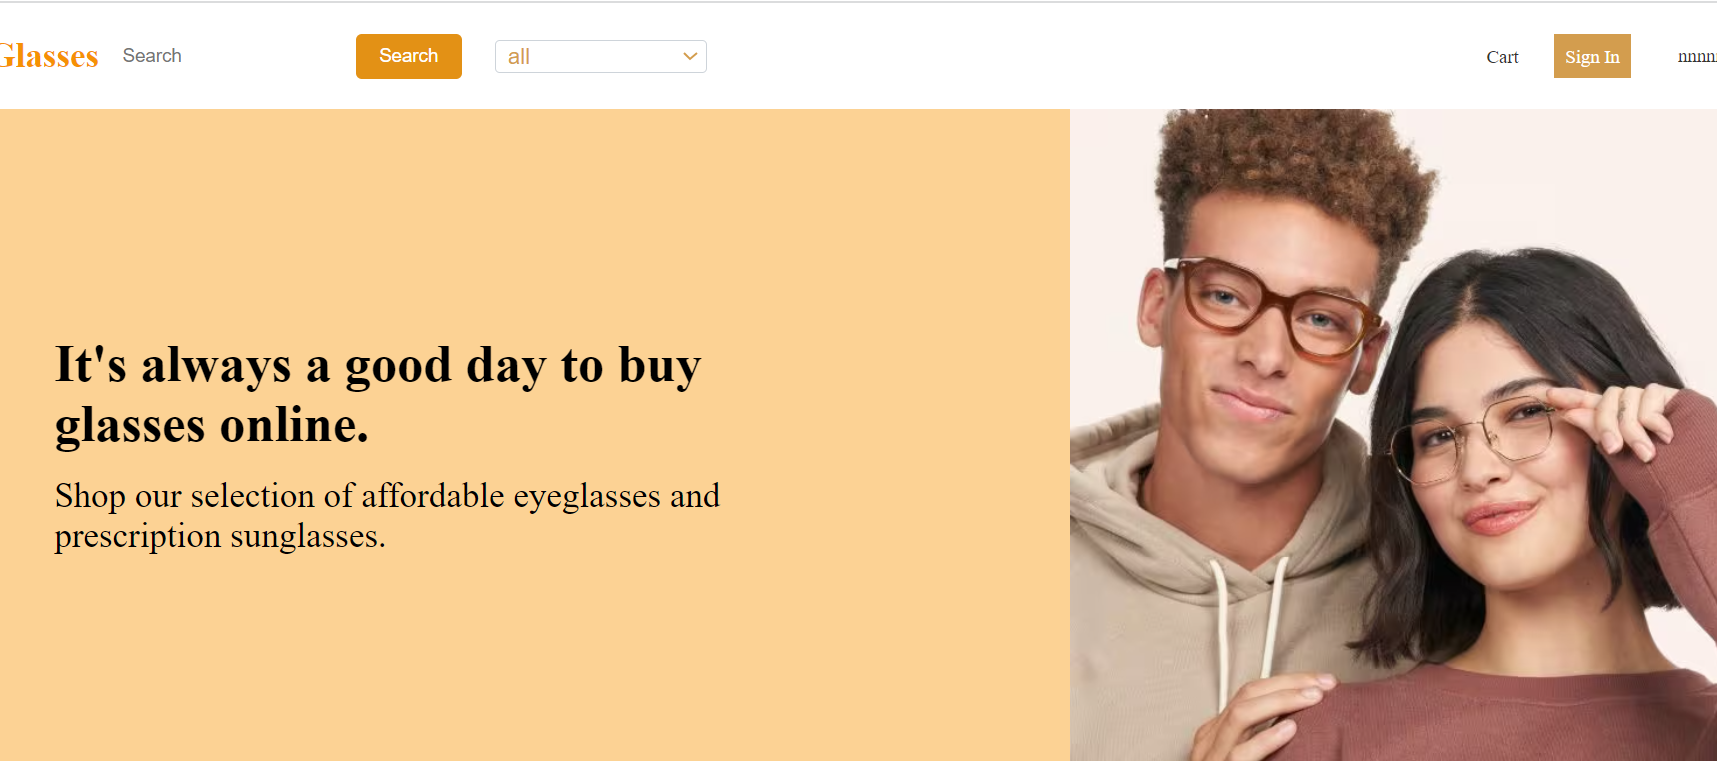 Glasses Search Search all Cart Sign In
It's always a good day to buy
glasses online.
Shop our selection of affordable eyeglasses and
prescription sunglasses.